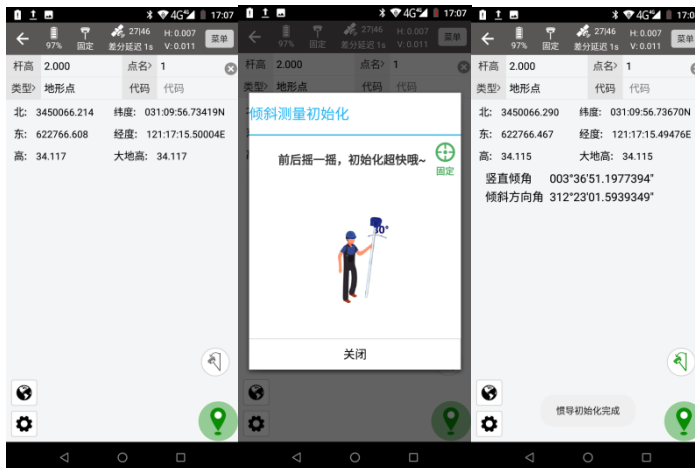 17:07
4G
97%
固定
27|46
差分延迟 1s
H: 0.007
V: 0.011
菜单
杆高 2.000 点名> 1
类型> 地形点 代码 代码
北: 3450066.214 纬度: 031:09:56.73419N
东: 622766.608 经度: 121:17:15.50004E
高: 34.117 大地高: 34.117
17:07
4G
97%
固定
27|46
差分延迟 1s
H: 0.007
V: 0.011
菜单
杆高 2.000 点名> 1
类型> 地形点 代码 代码
倾斜测量初始化
前后摇一摇，初始化超快哦~
固定
关闭
17:07
4G
97%
固定
27|46
差分延迟 1s
H: 0.007
V: 0.011
菜单
杆高 2.000 点名> 1
类型> 地形点 代码 代码
北: 3450066.290 纬度: 031:09:56.73670N
东: 622766.467 经度: 121:17:15.49476E
高: 34.115 大地高: 34.115
竖直倾角 003°36'51.1977394"
倾斜方向角 312°23'01.5939349"
惯导初始化完成